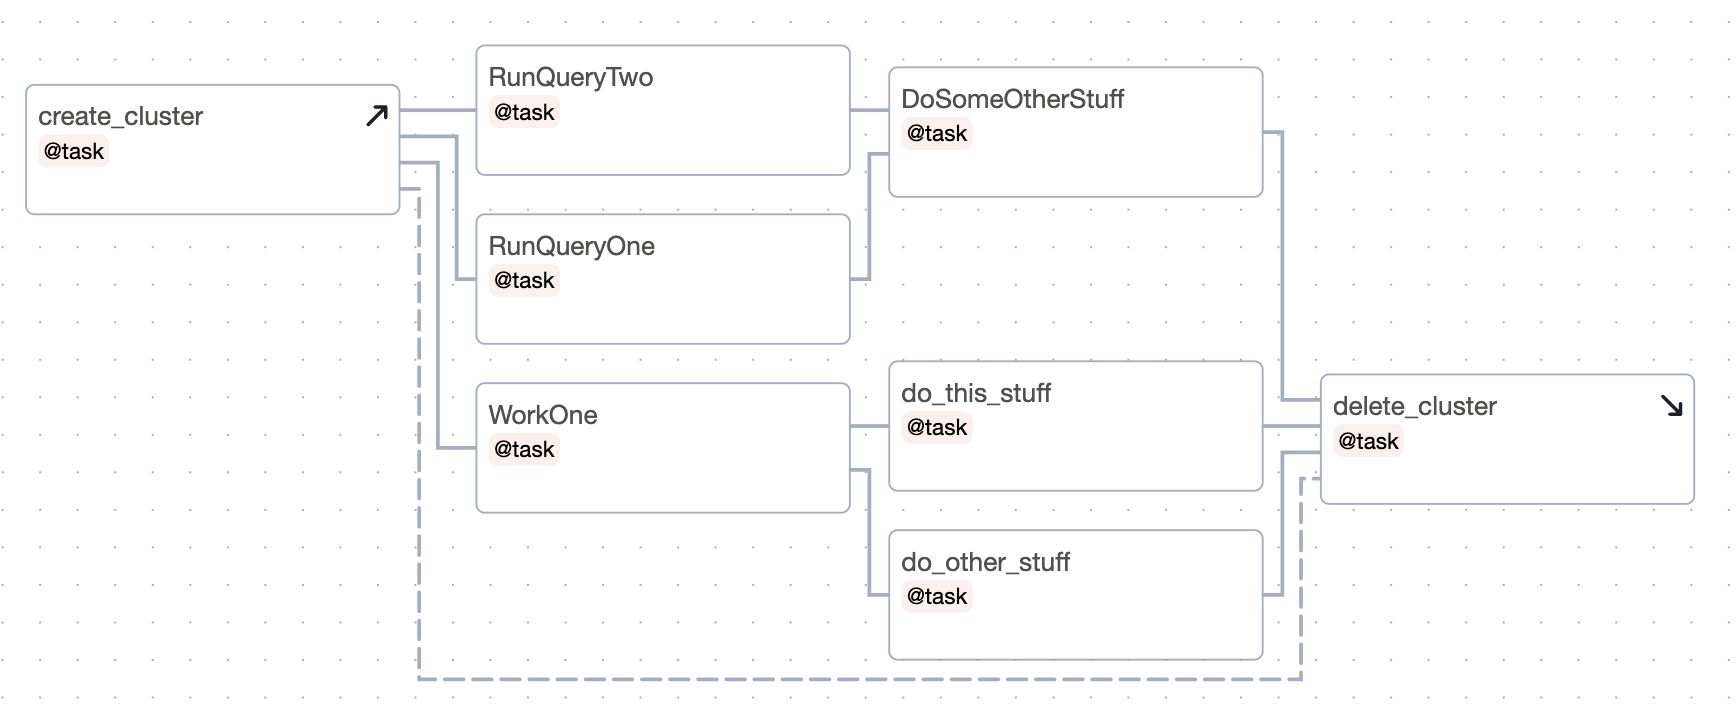 create_cluster
@task
RunQueryTwo
@task
RunQueryOne
@task
WorkOne
@task
DoSomeOtherStuff
@task
do_this_stuff
@task
do_other_stuff
@task
delete_cluster
@task